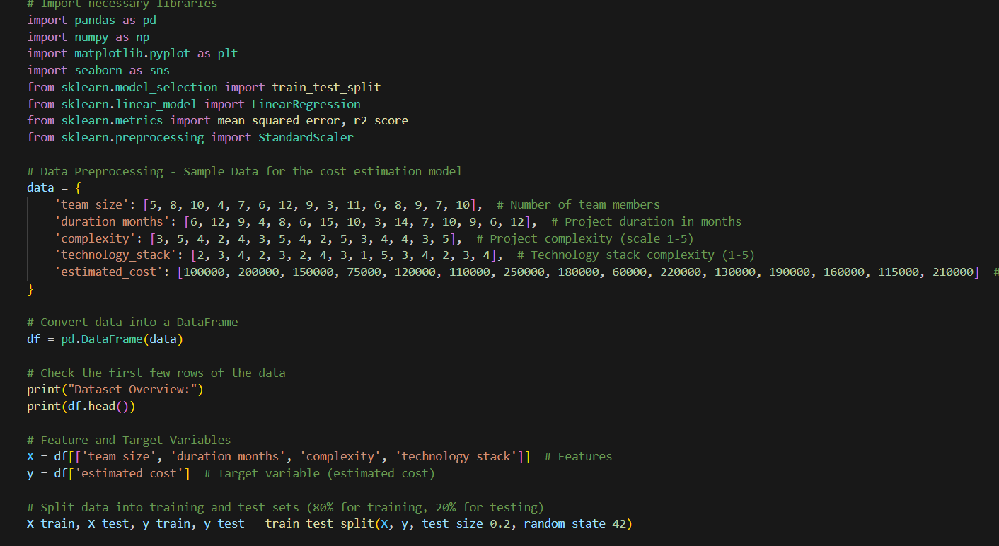 # Import necessary libraries
import pandas as pd
import numpy as np
import matplotlib.pyplot as plt
import seaborn as sns
from sklearn.model_selection import train_test_split
from sklearn.linear_model import LinearRegression
from sklearn.metrics import mean_squared_error, r2_score
from sklearn.preprocessing import StandardScaler

# Data Preprocessing - Sample Data for the cost estimation model
data = {
    'team_size': [5, 8, 10, 4, 7, 6, 12, 9, 3, 11, 6, 8, 9, 7, 10],  # Number of team members
    'duration_months': [6, 12, 9, 4, 8, 6, 15, 10, 3, 14, 7, 10, 9, 6, 12],  # Project duration in months
    'complexity': [3, 5, 4, 2, 4, 3, 5, 4, 2, 5, 3, 4, 4, 3, 5],  # Project complexity (scale 1-5)
    'technology_stack': [2, 3, 4, 2, 3, 2, 4, 3, 1, 5, 3, 4, 2, 3, 4],  # Technology stack complexity (1-5)
    'estimated_cost': [100000, 200000, 150000, 75000, 120000, 110000, 250000, 180000, 60000, 220000, 130000, 190000, 160000, 115000, 210000]  #
}

# Convert data into a DataFrame
df = pd.DataFrame(data)

# Check the first few rows of the data
print("Dataset Overview:")
print(df.head())

# Feature and Target Variables
X = df[['team_size', 'duration_months', 'complexity', 'technology_stack']]  # Features
y = df['estimated_cost']  # Target variable (estimated cost)

# Split data into training and test sets (80% for training, 20% for testing)
X_train, X_test, y_train, y_test = train_test_split(X, y, test_size=0.2, random_state=42)